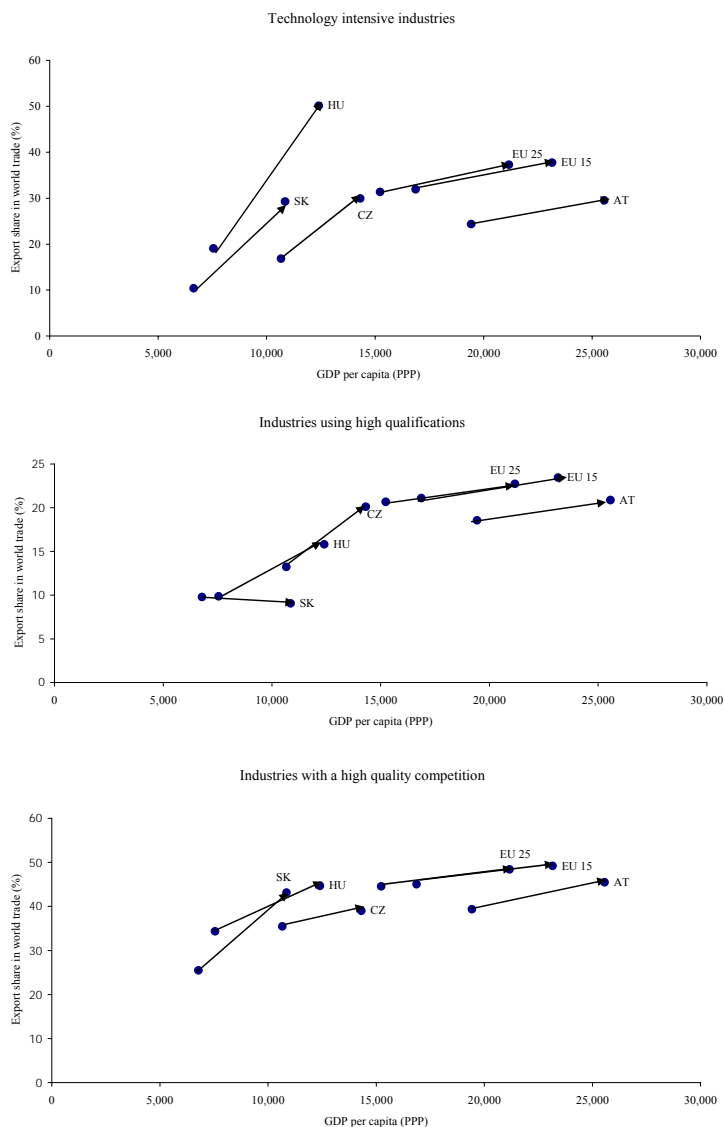 Technology intensive industries
60
50
40
30
20
10
0
Export share in world trade (%)
HU
SK
CZ
EU 25
EU 15
AT
0 5,000 10,000 15,000 20,000 25,000 30,000
GDP per capita (PPP)
Industries using high qualifications
25
20
15
10
5
0
Export share in world trade (%)
EU 25
EU 15
AT
CZ
HU
SK
0 5,000 10,000 15,000 20,000 25,000 30,000
GDP per capita (PPP)
Industries with a high quality competition
60
50
40
30
20
10
0
Export share in world trade (%)
EU 25
EU 15
SK
HU
AT
CZ
0 5,000 10,000 15,000 20,000 25,000 30,000
GDP per capita (PPP)